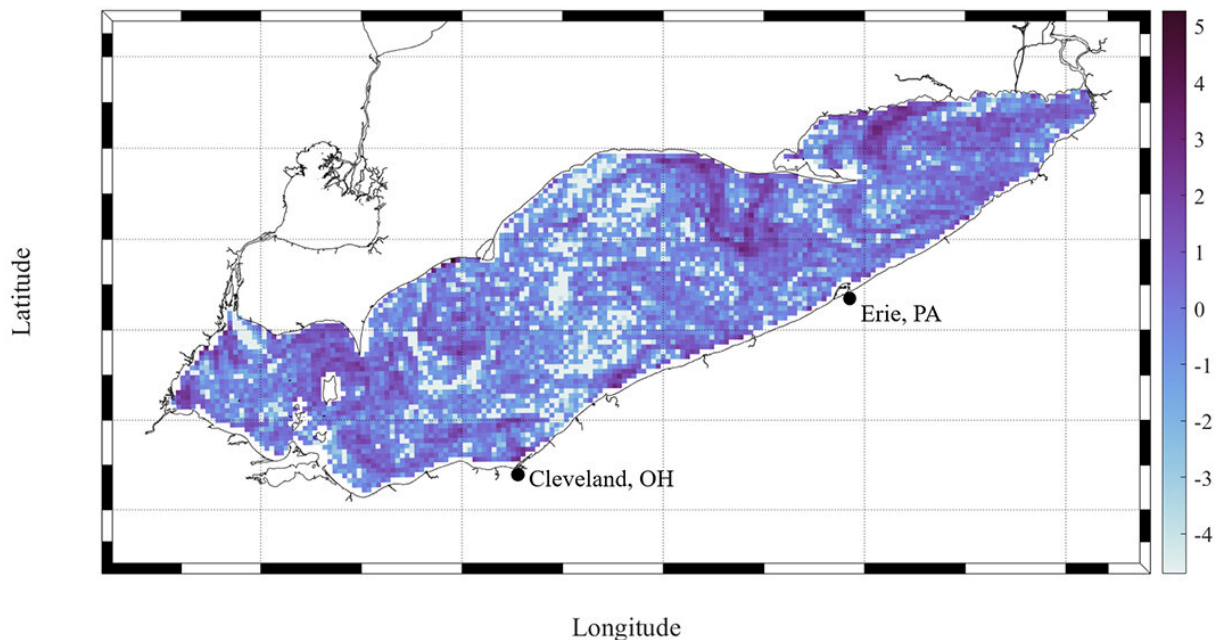 5
4
3
2
1
0
-1
-2
-3
-4
Latitude
Erie, PA
Cleveland, OH
Longitude